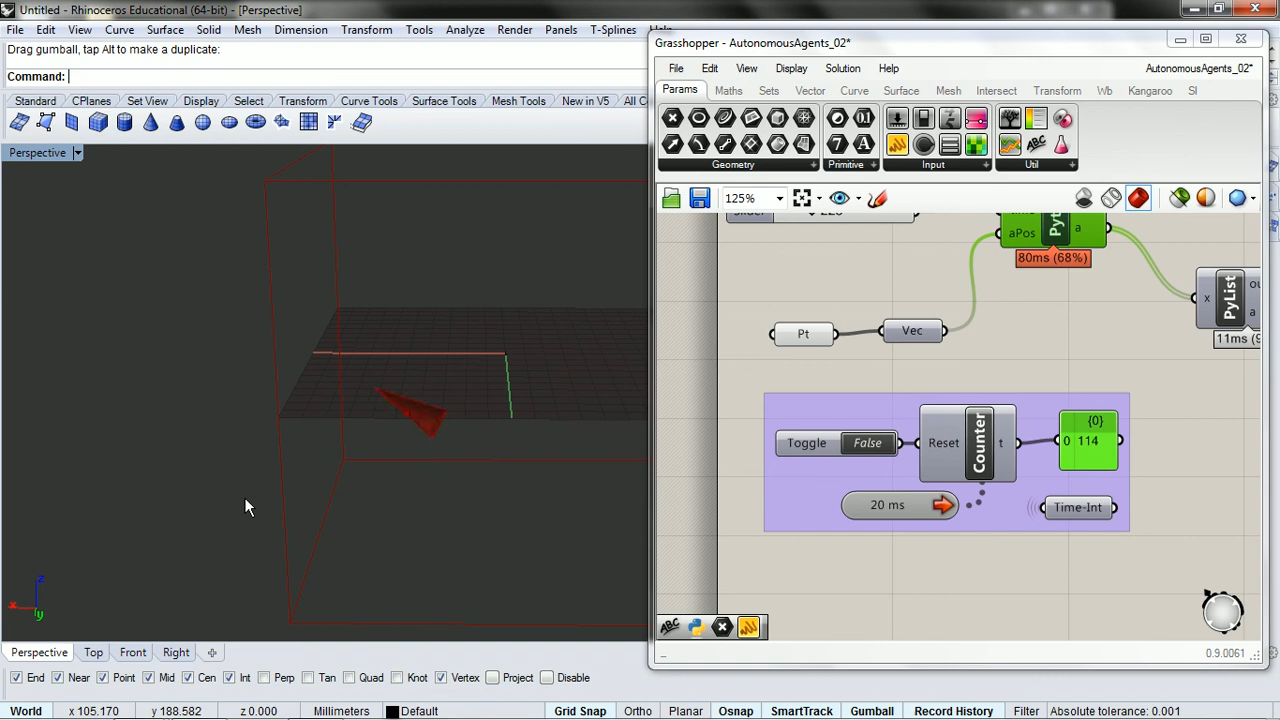 Untitled - Rhinoceros Educational (64-bit) - [Perspective]
File Edit View Curve Surface Solid Mesh Dimension Transform Tools Analyze Render Panels T-Splines
Drag gumball, tap Alt to make a duplicate:
Command:
Standard CPlanes Set View Display Select Transform Curve Tools Surface Tools Mesh Tools New in V5 All C
Perspective
x
z
y
Perspective Top Front Right
End Near Point Mid Cen Int Perp Tan Quad Knot Vertex Project Disable
World x 105.170 y 188.582 z 0.000 Millimeters Default Grid Snap Ortho Planar Osnap SmartTrack Gumball Record History Filter Absolute tolerance: 0.001
Grasshopper - AutonomousAgents_02*
File Edit View Display Solution Help AutonomousAgents_02*
Params Maths Sets Vector Curve Surface Mesh Intersect Transform Wb Kangaroo SI
Geometry Primitive Input Util
125%
aPos a
80ms (68%)
Pt Vec
x PyList a
11ms (9
Toggle False Reset Counter t {0}
0 114
20 ms Time-Int
0.9.0061